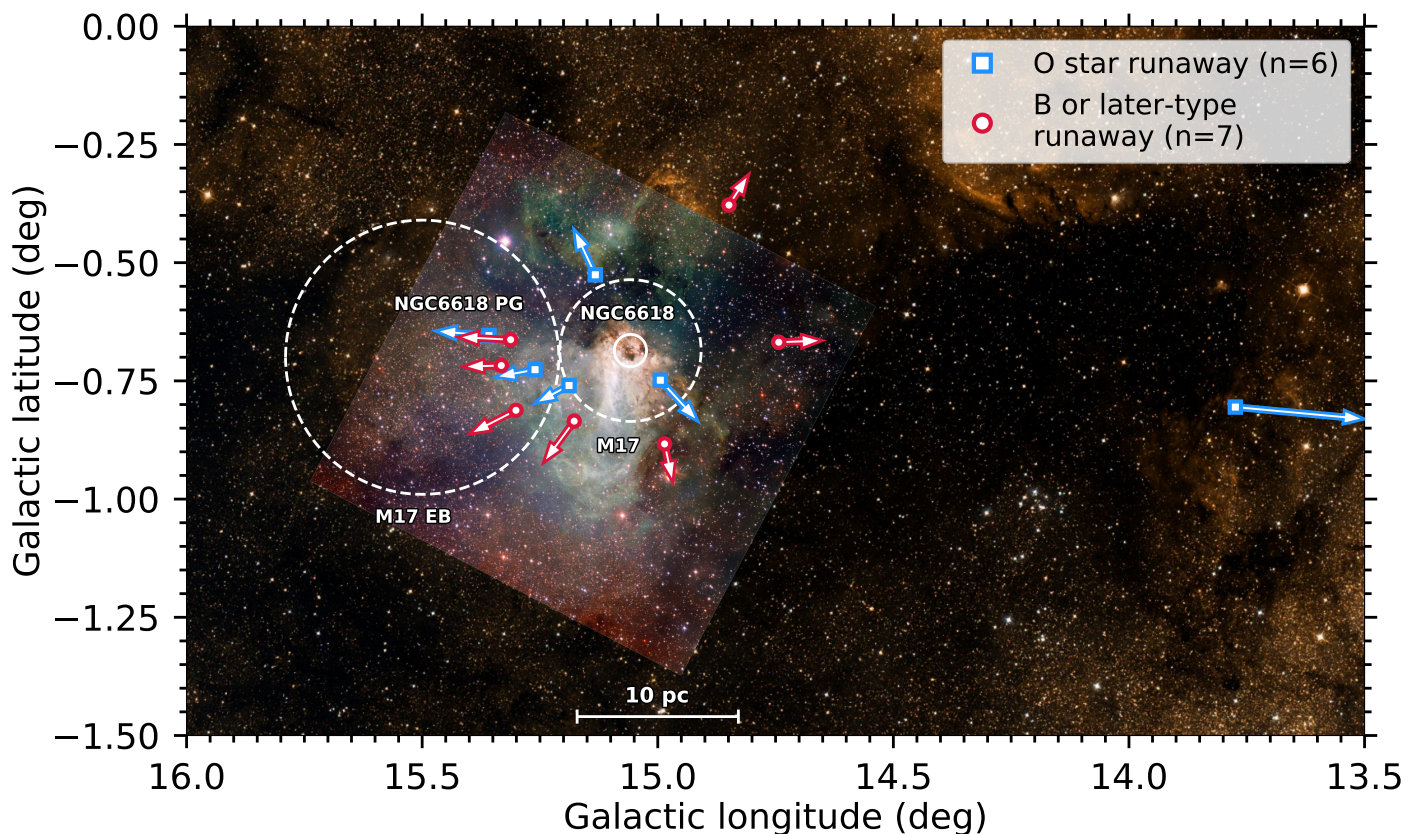 0.00
−0.25
−0.50
−0.75
−1.00
−1.25
−1.50
Galactic latitude (deg)
O star runaway (n=6)
B or later-type
runaway (n=7)
NGC6618 PG
NGC6618
M17
M17 EB
10 pc
16.0
15.5
15.0
14.5
14.0
13.5
Galactic longitude (deg)